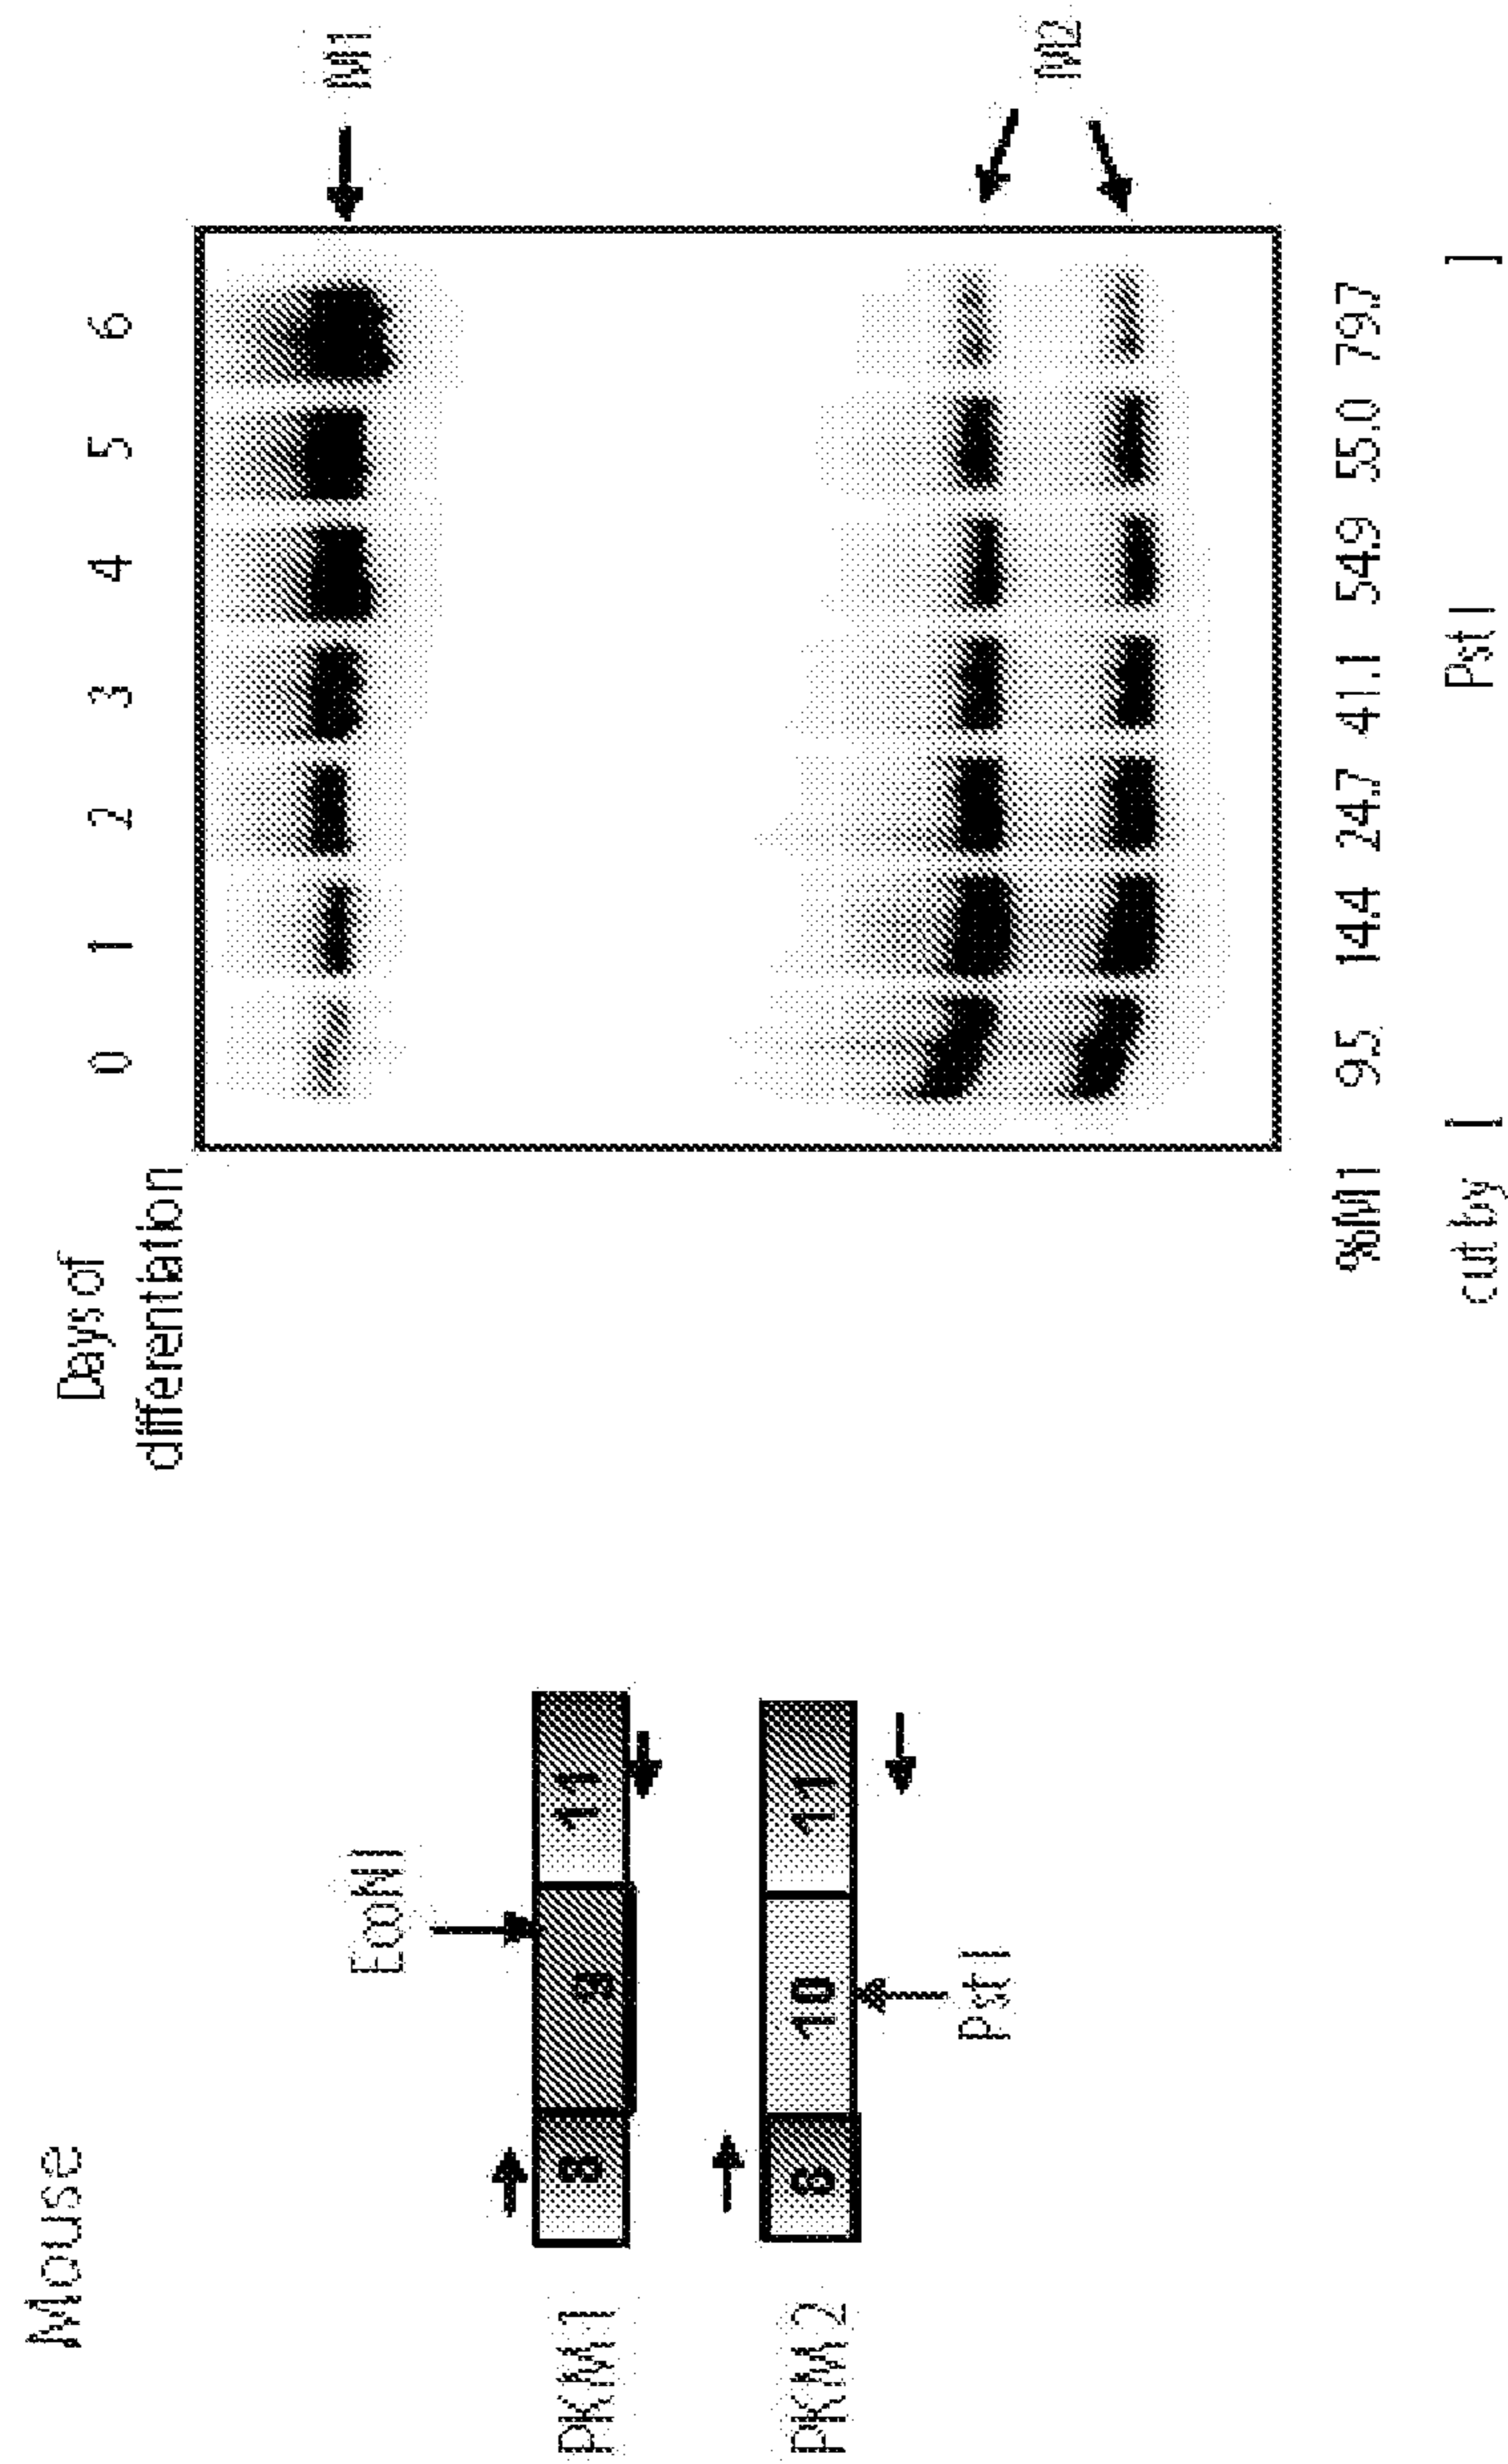 Mouse
EcoNI
PKM1
8 9 11
PKM2
8 10 11
Pst I
Days of
differentiation
0 1 2 3 4 5 6
M1
M2
%M1 9.5 14.4 24.7 41.1 54.9 55.0 79.7
cut by [ Pst I ]